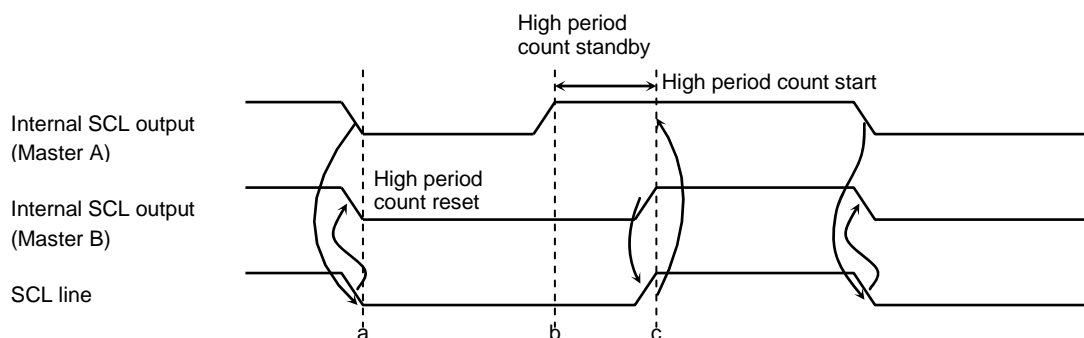 High period
count standby
High period count start
Internal SCL output
(Master A)
High period
count reset
Internal SCL output
(Master B)
SCL line
a
b
c